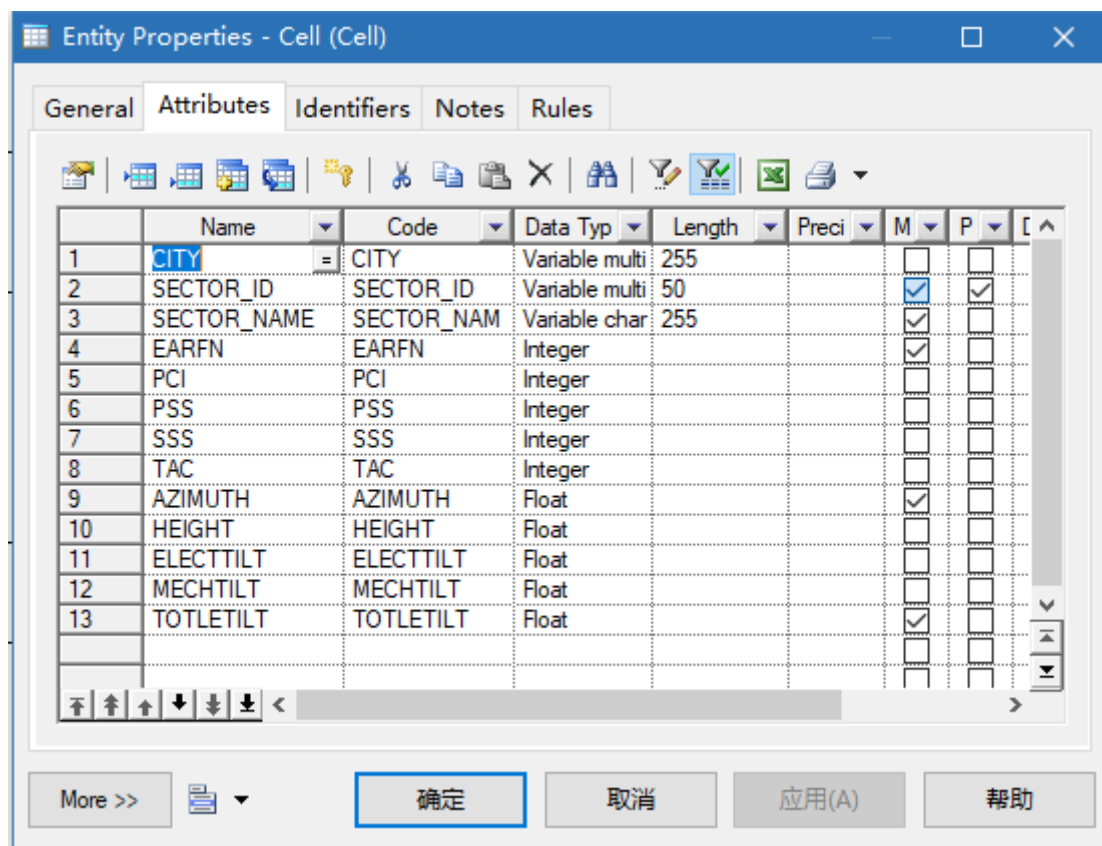 Entity Properties - Cell (Cell)
General Attributes Identifiers Notes Rules
Name Code Data Typ Length Preci M P D
1 CITY = CITY Variable multi 255
2 SECTOR_ID SECTOR_ID Variable multi 50
3 SECTOR_NAME SECTOR_NAM Variable char 255
4 EARFN EARFN Integer
5 PCI PCI Integer
6 PSS PSS Integer
7 SSS SSS Integer
8 TAC TAC Integer
9 AZIMUTH AZIMUTH Float
10 HEIGHT HEIGHT Float
11 ELECTTILT ELECTTILT Float
12 MECHTILT MECHTILT Float
13 TOTLETILT TOTLETILT Float
More >> 确定 取消 应用(A) 帮助